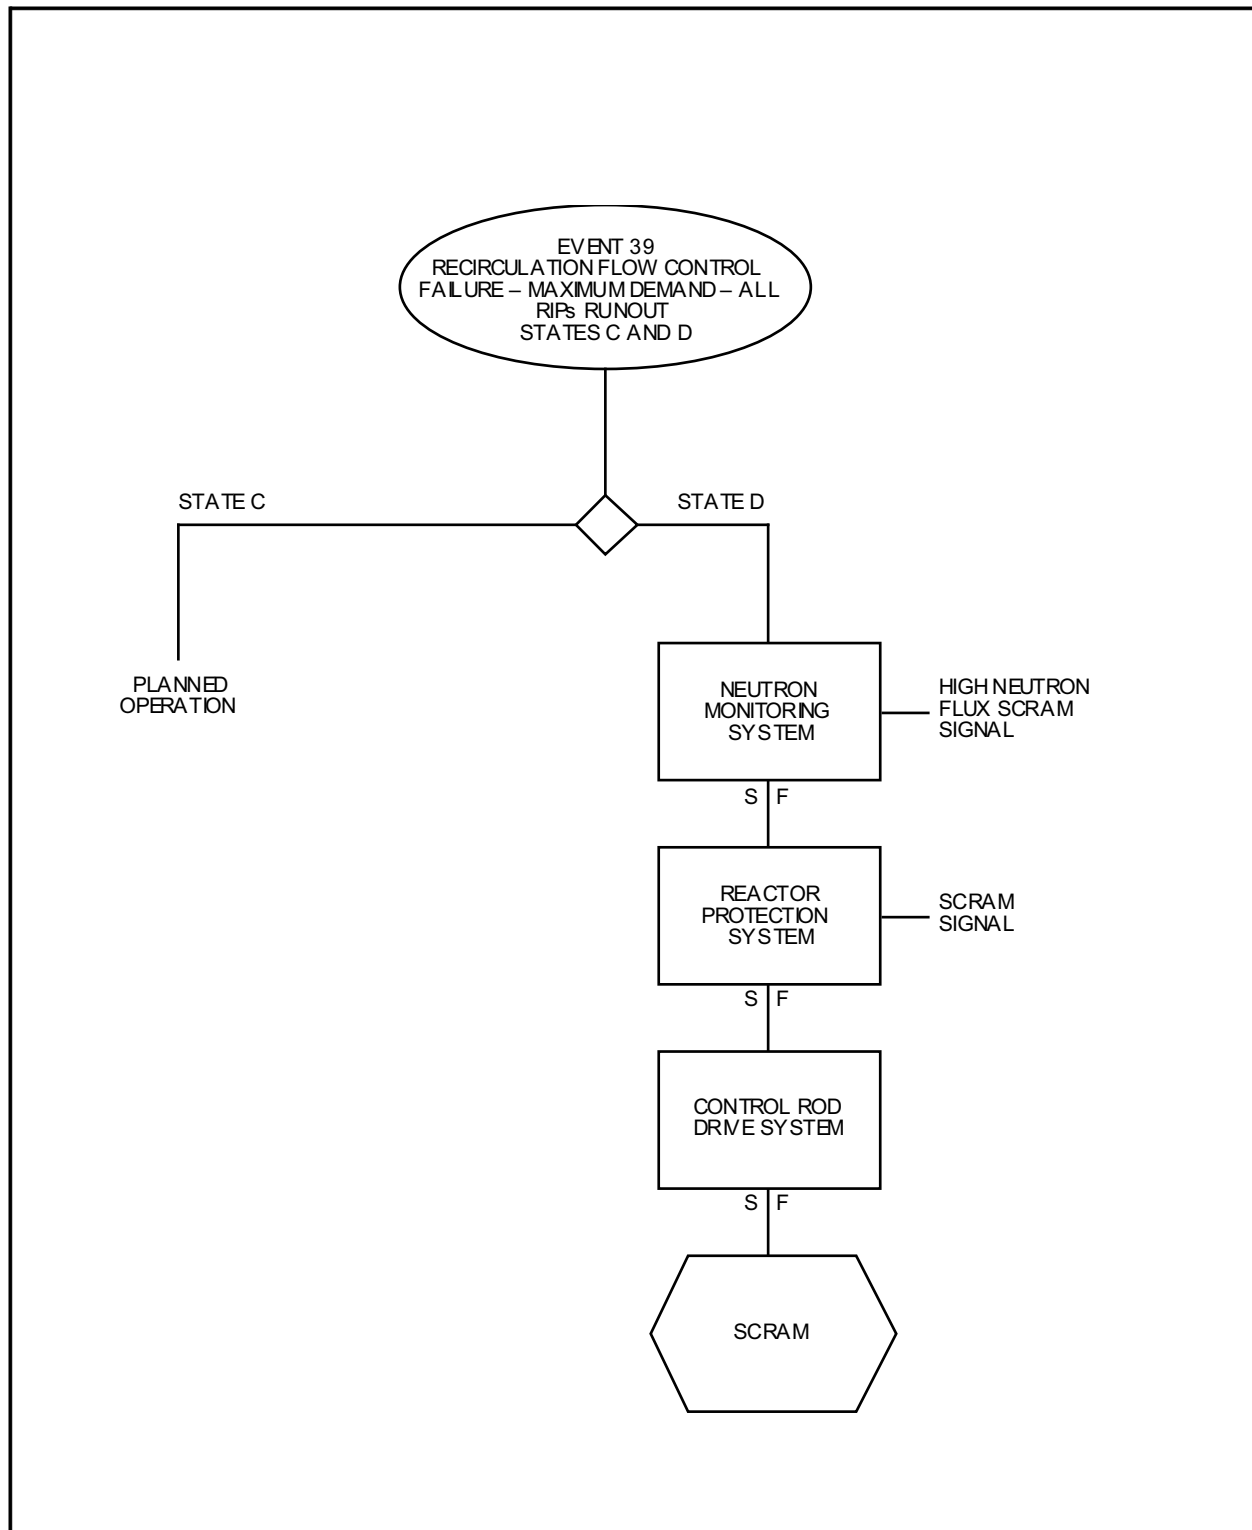 EVENT 39
RECIRCULATION FLOW CONTROL
FAILURE – MAXIMUM DEMAND – ALL
RIPs RUNOUT
STATES C AND D
STATE C
STATE D
PLANNED
OPERATION
NEUTRON
MONITORING
SYSTEM
HIGH NEUTRON
FLUX SCRAM
SIGNAL
S F
REACTOR
PROTECTION
SYSTEM
SCRAM
SIGNAL
S F
CONTROL ROD
DRIVE SYSTEM
S F
SCRAM